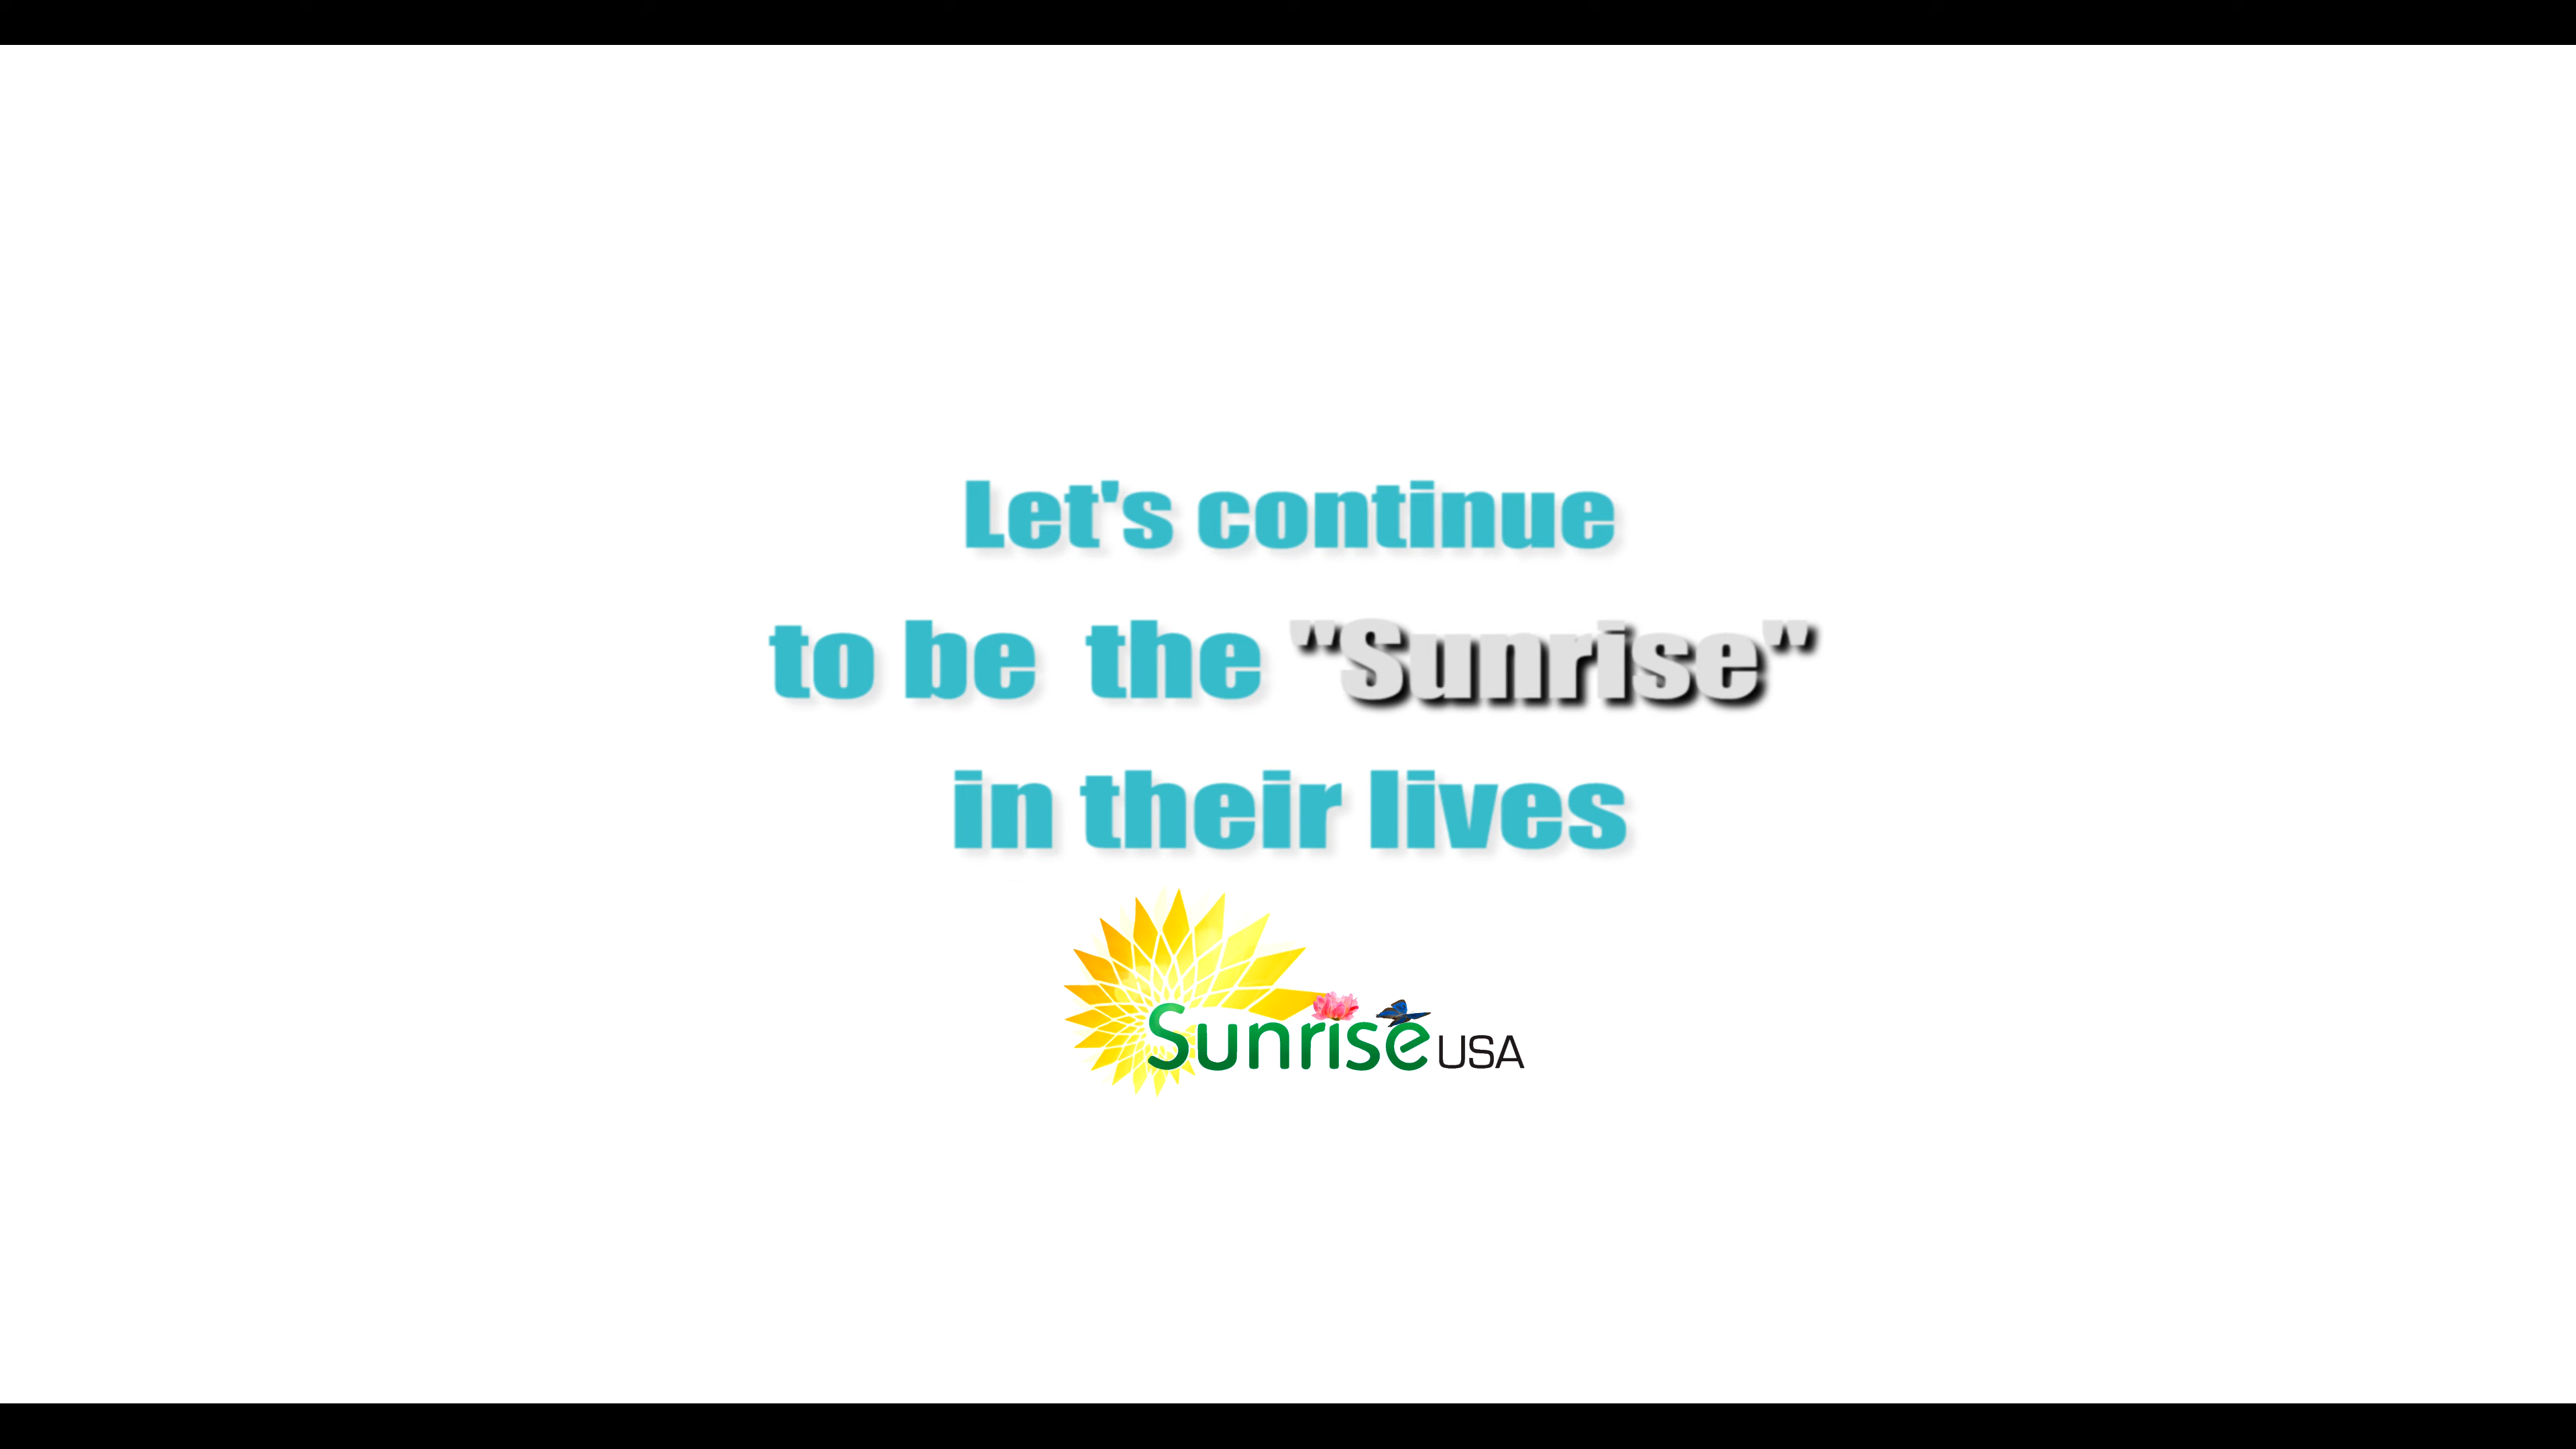 Let's continue
to be  the "Sunrise"
in their lives
Sunrise USA